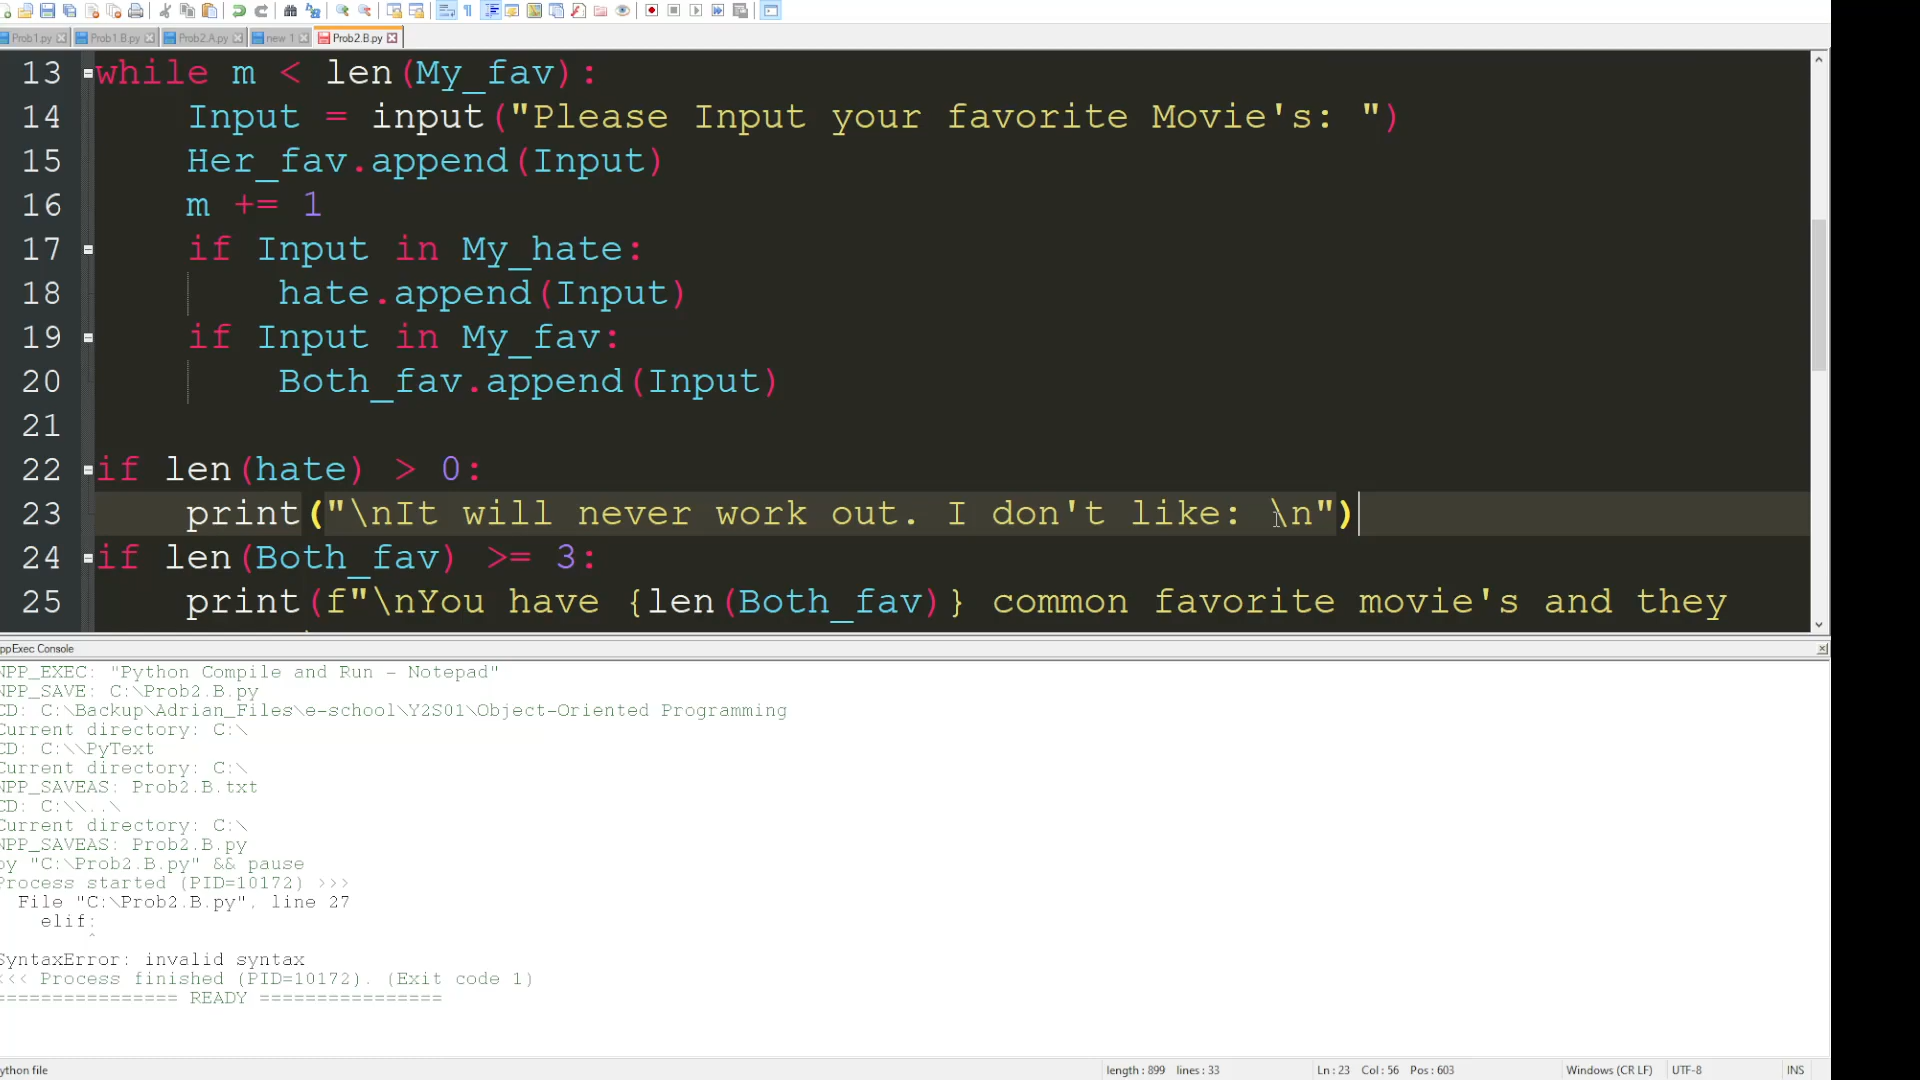 Prob1.py Prob1.B.py Prob2.A.py new 1 Prob2.B.py
13 while m < len(My_fav):
14 Input = input("Please Input your favorite Movie's: ")
15 Her_fav.append(Input)
16 m += 1
17 if Input in My_hate:
18 hate.append(Input)
19 if Input in My_fav:
20 Both_fav.append(Input)
21
22 if len(hate) > 0:
23 print("\nIt will never work out. I don't like: \n")
24 if len(Both_fav) >= 3:
25 print(f"\nYou have {len(Both_fav)} common favorite movie's and they
ppExec Console
NPP_EXEC: "Python Compile and Run - Notepad"
NPP_SAVE: C:\Prob2.B.py
CD: C:\Backup\Adrian_Files\e-school\Y2S01\Object-Oriented Programming
Current directory: C:\
CD: C:\\PyText
Current directory: C:\
NPP_SAVEAS: Prob2.B.txt
CD: C:\\..\
Current directory: C:\
NPP_SAVEAS: Prob2.B.py
py "C:\Prob2.B.py" && pause
Process started (PID=10172) >>>
File "C:\Prob2.B.py", line 27
elif:
^
SyntaxError: invalid syntax
<<< Process finished (PID=10172). (Exit code 1)
================ READY ================
ython file length : 899 lines : 33 Ln : 23 Col : 56 Pos : 603 Windows (CR LF) UTF-8 INS